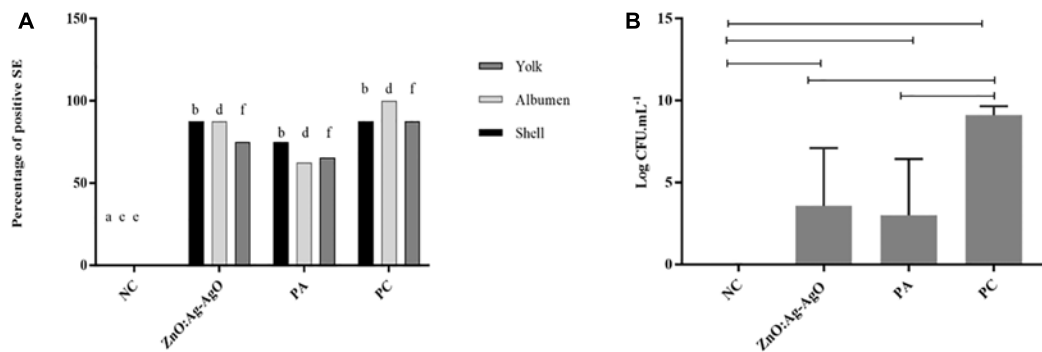 A
Percentage of positive SE
150
100
50
0
a c e
b d f
b d f
b d f
NC
ZnO:Ag-AgO
PA
PC
Yolk
Albumen
Shell
B
Log CFU.mL⁻¹
15
10
5
0
NC
ZnO:Ag-AgO
PA
PC